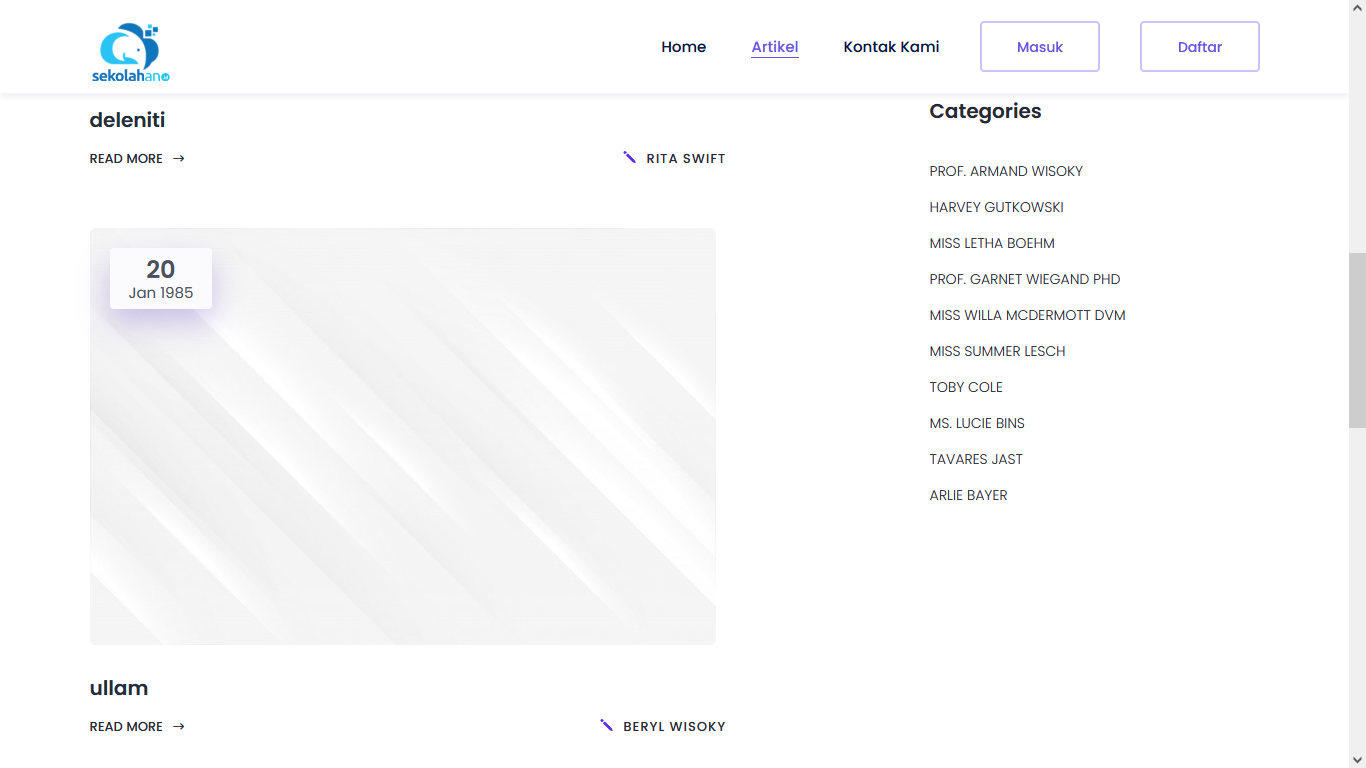 sekolahan
Home
Artikel
Kontak Kami
Masuk
Daftar
deleniti
READ MORE →
RITA SWIFT
20
Jan 1985
ullam
READ MORE →
BERYL WISOKY
Categories
PROF. ARMAND WISOKY
HARVEY GUTKOWSKI
MISS LETHA BOEHM
PROF. GARNET WIEGAND PHD
MISS WILLA MCDERMOTT DVM
MISS SUMMER LESCH
TOBY COLE
MS. LUCIE BINS
TAVARES JAST
ARLIE BAYER